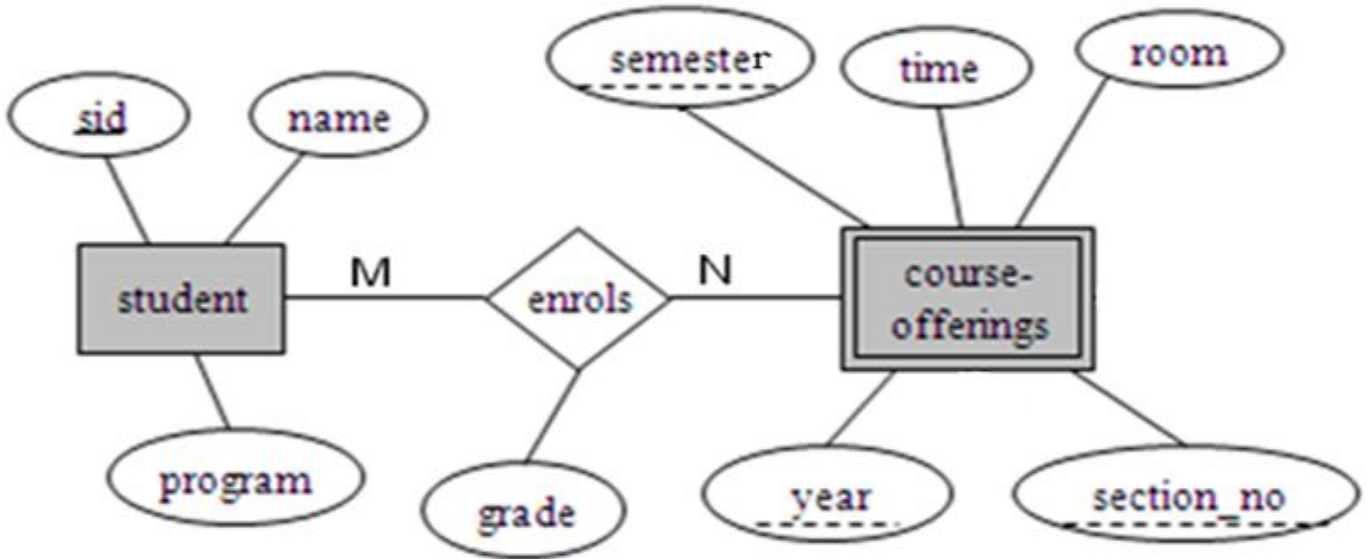 semester
time
room
sid
name
student
M
enrols
N
course-
offerings
program
grade
year
section_no